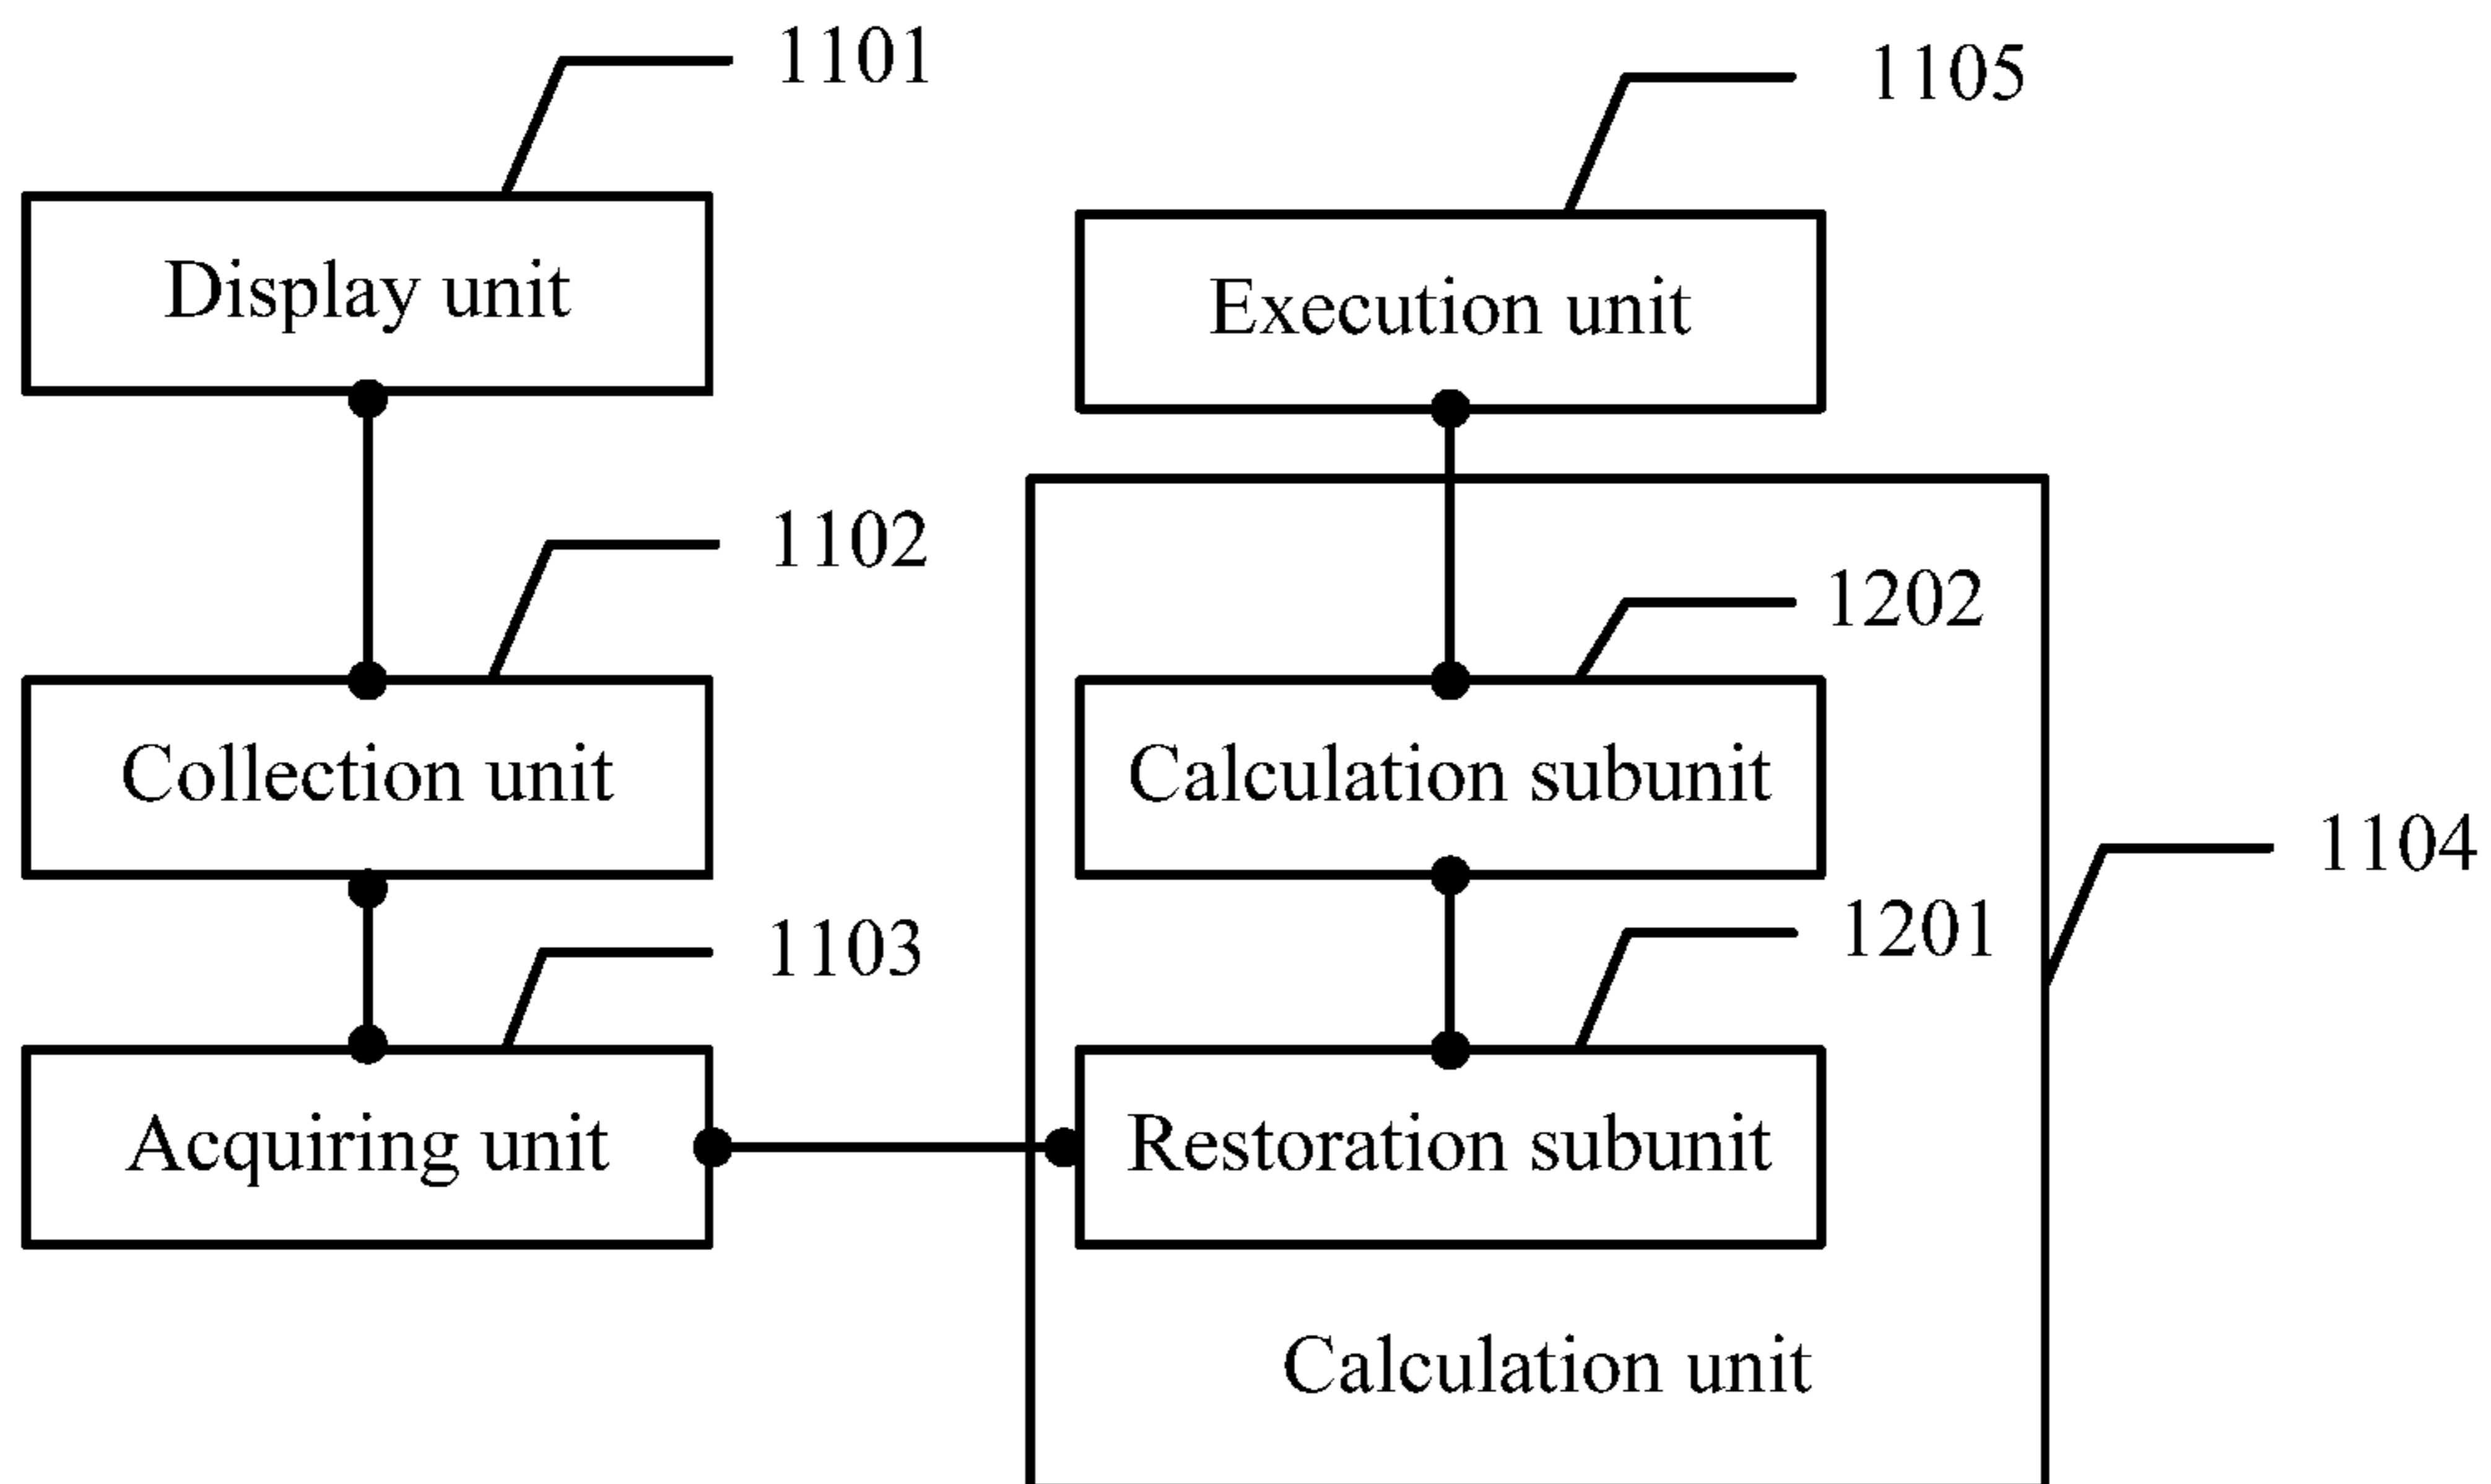 1101
1105
Display unit
Execution unit
1102
1202
Collection unit
Calculation subunit
1104
1103
1201
Acquiring unit
Restoration subunit
Calculation unit